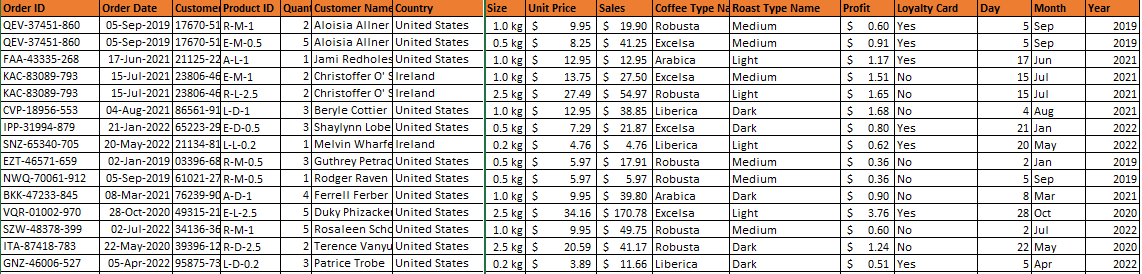 Order ID Order Date Customer Product ID Quant Customer Name Country Size Unit Price Sales Coffee Type Name Roast Type Name Profit Loyalty Card Day Month Year
QEV-37451-860 05-Sep-2019 17670-51 R-M-1 2 Aloisia Allner United States 1.0 kg $ 9.95 $ 19.90 Robusta Medium $ 0.60 Yes 5 Sep 2019
QEV-37451-860 05-Sep-2019 17670-51 E-M-0.5 5 Aloisia Allner United States 0.5 kg $ 8.25 $ 41.25 Excelsa Medium $ 0.91 Yes 5 Sep 2019
FAA-43335-268 17-Jun-2021 21125-22 A-L-1 1 Jami Redholes United States 1.0 kg $ 12.95 $ 12.95 Arabica Light $ 1.17 Yes 17 Jun 2021
KAC-83089-793 15-Jul-2021 23806-46 E-M-1 2 Christoffer O' S Ireland 1.0 kg $ 13.75 $ 27.50 Excelsa Medium $ 1.51 No 15 Jul 2021
KAC-83089-793 15-Jul-2021 23806-46 R-L-2.5 2 Christoffer O' S Ireland 2.5 kg $ 27.49 $ 54.97 Robusta Light $ 1.65 No 15 Jul 2021
CVP-18956-553 04-Aug-2021 86561-91 L-D-1 3 Beryle Cottier United States 1.0 kg $ 12.95 $ 38.85 Liberica Dark $ 1.68 No 4 Aug 2021
IPP-31994-879 21-Jan-2022 65223-29 E-D-0.5 3 Shaylynn Lobe United States 0.5 kg $ 7.29 $ 21.87 Excelsa Dark $ 0.80 Yes 21 Jan 2022
SNZ-65340-705 20-May-2022 21134-81 L-L-0.2 1 Melvin Wharfe Ireland 0.2 kg $ 4.76 $ 4.76 Liberica Light $ 0.62 Yes 20 May 2022
EZT-46571-659 02-Jan-2019 03396-68 R-M-0.5 3 Guthrey Petrac United States 0.5 kg $ 5.97 $ 17.91 Robusta Medium $ 0.36 No 2 Jan 2019
NWQ-70061-912 05-Sep-2019 61021-27 R-M-0.5 1 Rodger Raven United States 0.5 kg $ 5.97 $ 5.97 Robusta Medium $ 0.36 No 5 Sep 2019
BKK-47233-845 08-Mar-2021 76239-90 A-D-1 4 Ferrell Ferber United States 1.0 kg $ 9.95 $ 39.80 Arabica Dark $ 0.90 No 8 Mar 2021
VQR-01002-970 28-Oct-2020 49315-21 E-L-2.5 5 Duky Phizacker United States 2.5 kg $ 34.16 $ 170.78 Excelsa Light $ 3.76 Yes 28 Oct 2020
SZW-48378-399 02-Jul-2022 34136-36 R-M-1 5 Rosaleen Scho United States 1.0 kg $ 9.95 $ 49.75 Robusta Medium $ 0.60 No 2 Jul 2022
ITA-87418-783 22-May-2020 39396-12 R-D-2.5 2 Terence Vanyu United States 2.5 kg $ 20.59 $ 41.17 Robusta Dark $ 1.24 No 22 May 2020
GNZ-46006-527 05-Apr-2022 95875-73 L-D-0.2 3 Patrice Trobe United States 0.2 kg $ 3.89 $ 11.66 Liberica Dark $ 0.51 Yes 5 Apr 2022